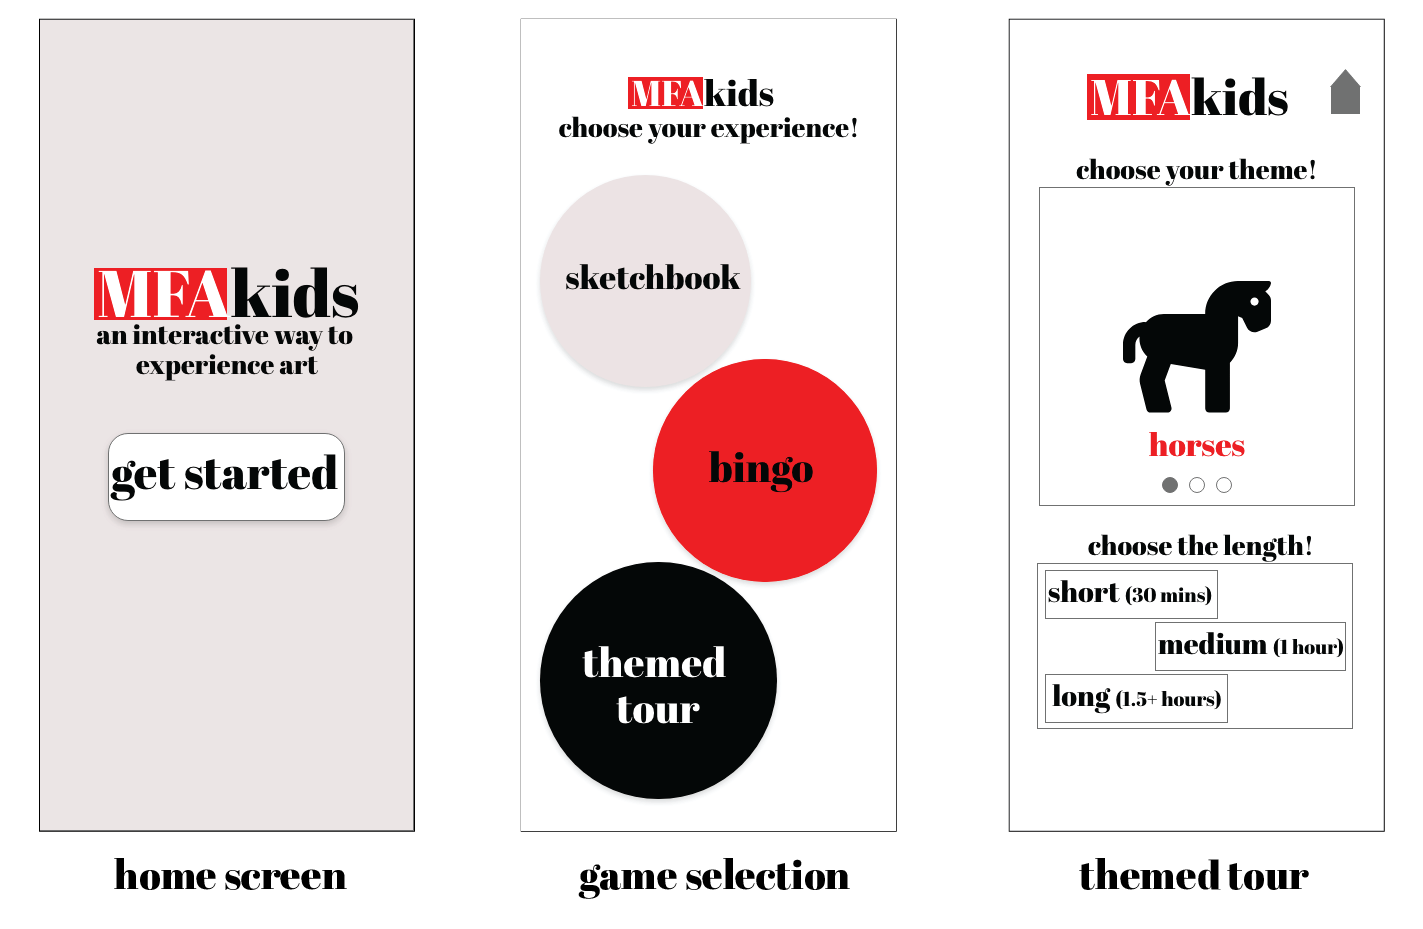 MFAkids
an interactive way to
experience art
get started
home screen
MFAkids
choose your experience!
sketchbook
bingo
themed
tour
game selection
MFAkids
choose your theme!
horses
choose the length!
short (30 mins)
medium (1 hour)
long (1.5+ hours)
themed tour